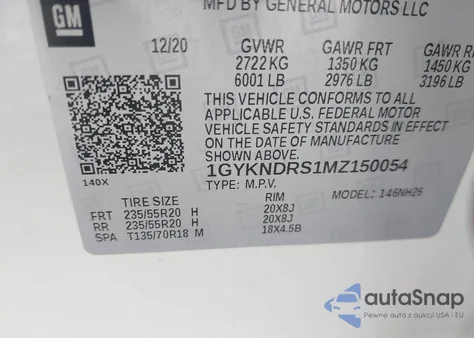 GM
MFD BY GENERAL MOTORS LLC
12/20 GVWR GAWR FRT GAWR
2722 KG 1350 KG 1450 KG
6001 LB 2976 LB 3196 LB
THIS VEHICLE CONFORMS TO ALL
APPLICABLE U.S. FEDERAL MOTOR
VEHICLE SAFETY STANDARDS IN EFFECT
ON THE DATE OF MANUFACTURE
SHOWN ABOVE.
1GYKNDRS1MZ150054
140X
TYPE: M.P.V. MODEL: 146NH26
TIRE SIZE RIM
FRT 235/55R20 H 20X8J
RR 235/55R20 H 20X8J
SPA T135/70R18 M 18X4.5B
autoSnap
Pewne auta z aukcji USA i EU